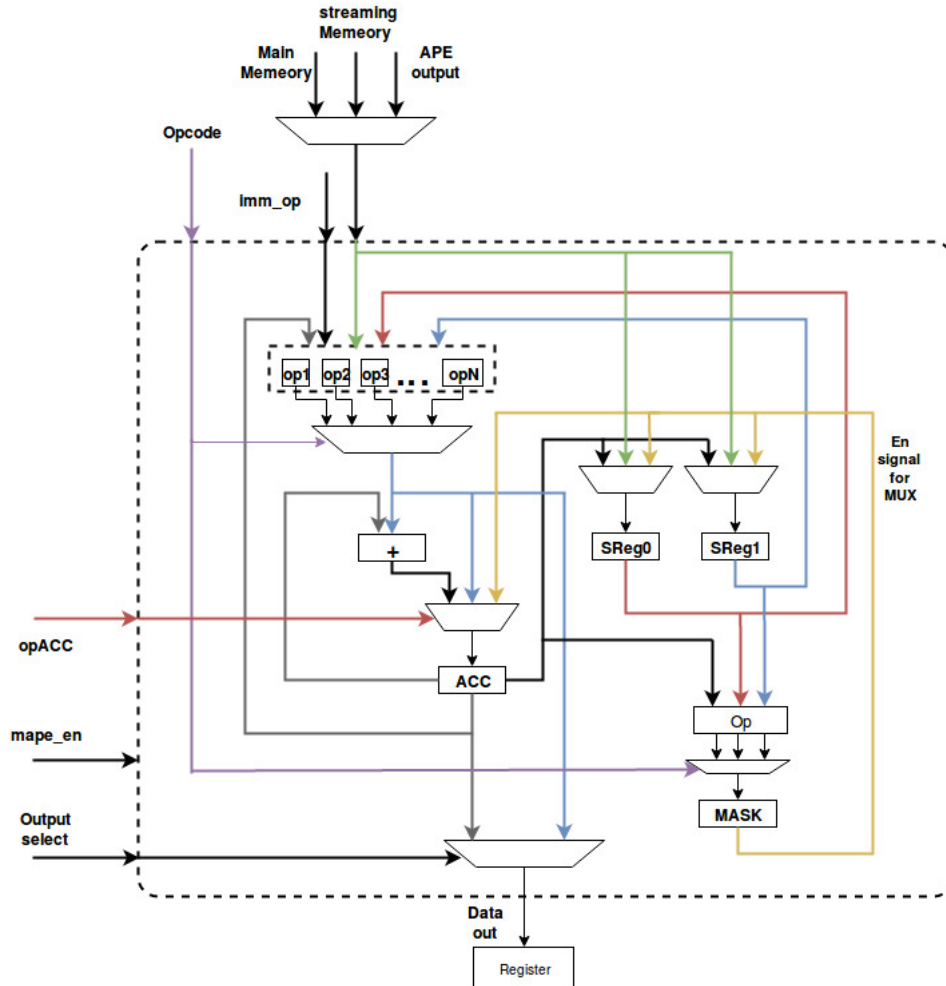 streaming
Memeory
Main
Memeory
APE
output
Opcode
Imm_op
op1 op2 op3 ... opN
En
signal
for
MUX
+
SReg0 SReg1
opACC
ACC
Op
mape_en
MASK
Output
select
Data
out
Register